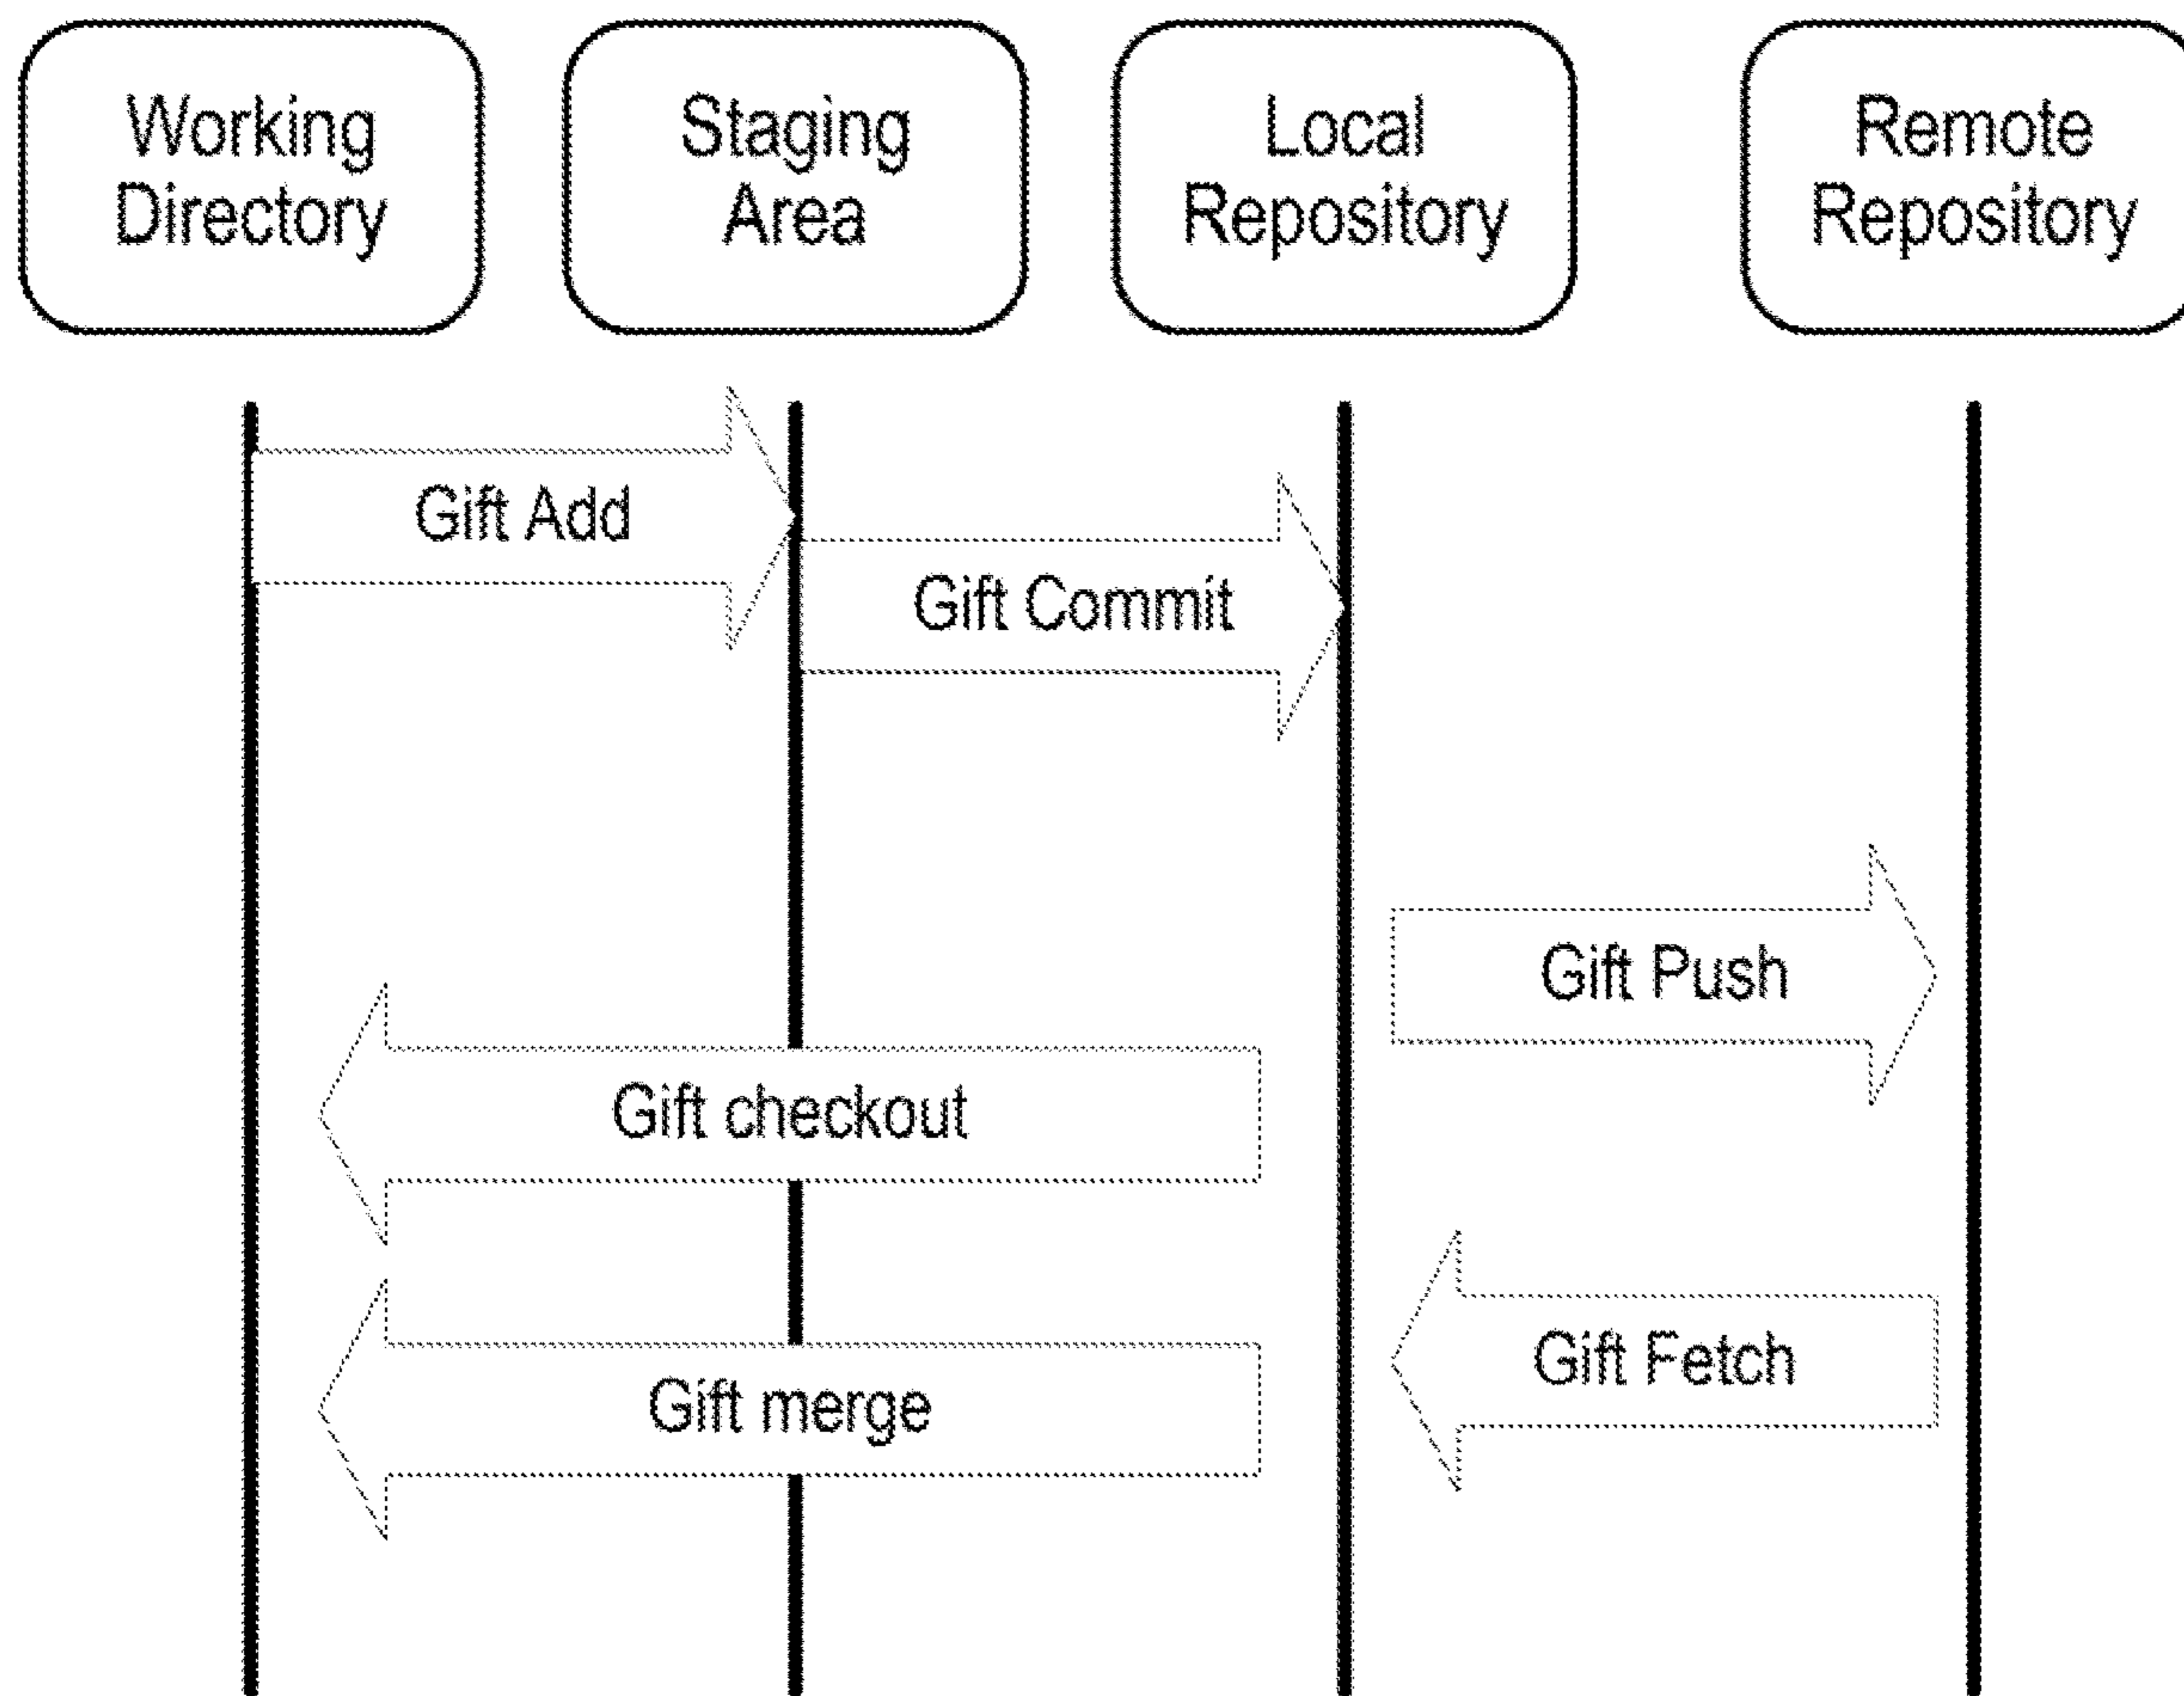 Working
Directory
Staging
Area
Local
Repository
Remote
Repository
Gift Add
Gift Commit
Gift Push
Gift checkout
Gift Fetch
Gift merge